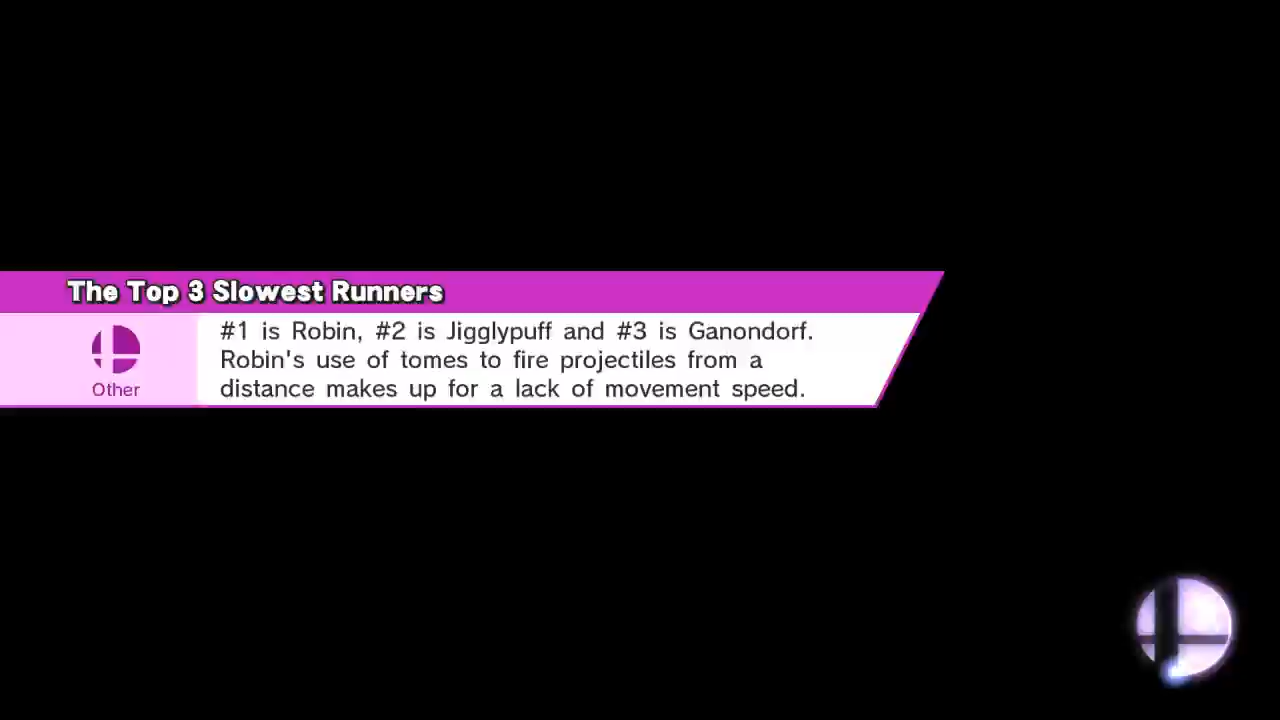 The Top 3 Slowest Runners
#1 is Robin, #2 is Jigglypuff and #3 is Ganondorf.
Robin's use of tomes to fire projectiles from a
distance makes up for a lack of movement speed.
Other